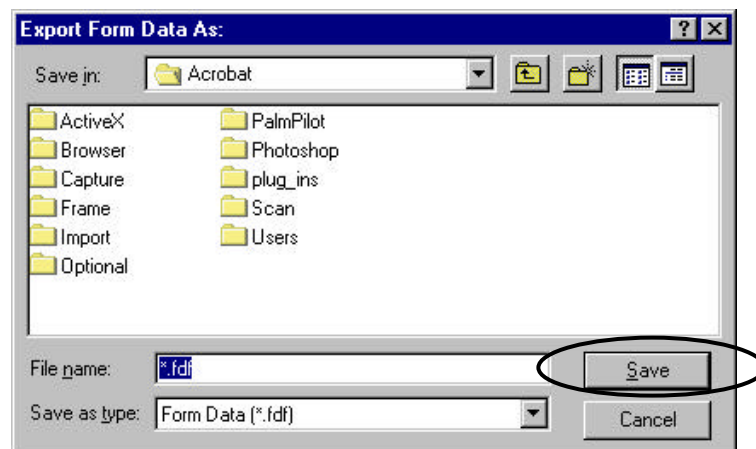 Export Form Data As:
Save in: Acrobat
ActiveX
Browser
Capture
Frame
Import
Optional
PalmPilot
Photoshop
plug_ins
Scan
Users
File name: *.fdf
Save
Save as type: Form Data (*.fdf)
Cancel